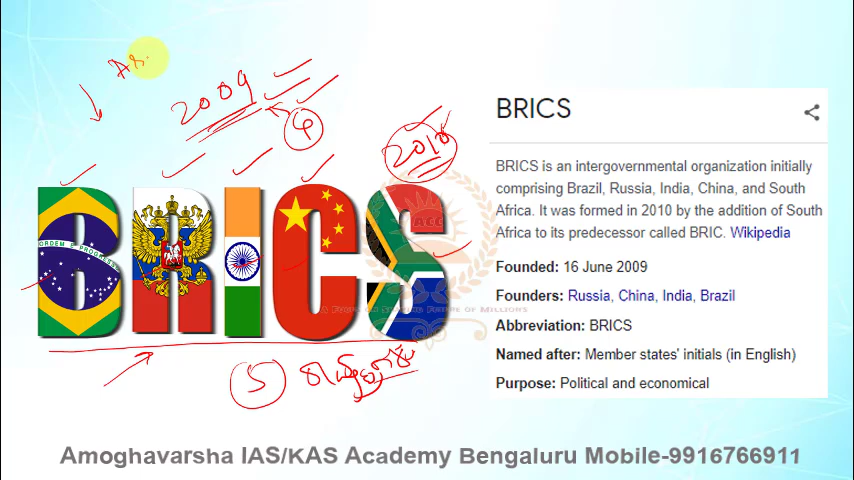 2009
4
2010
BRICS
ORDEM E PROGRESSO
ACC
5 ರಾಷ್ಟ್ರಗಳು
BRICS
BRICS is an intergovernmental organization initially
comprising Brazil, Russia, India, China, and South
Africa. It was formed in 2010 by the addition of South
Africa to its predecessor called BRIC. Wikipedia
Founded: 16 June 2009
Founders: Russia, China, India, Brazil
Abbreviation: BRICS
Named after: Member states' initials (in English)
Purpose: Political and economical
Amoghavarsha IAS/KAS Academy Bengaluru Mobile-9916766911